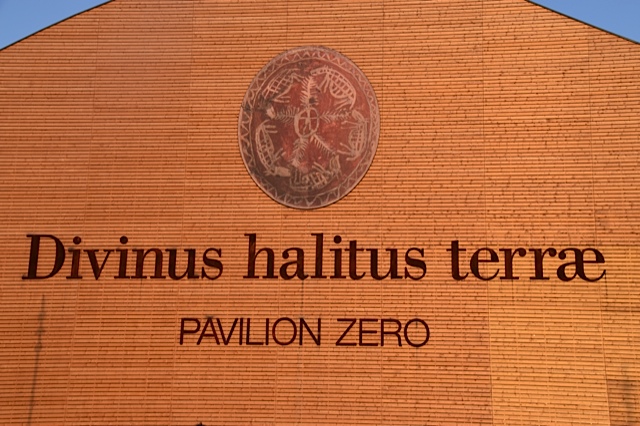 Divinus halitus terræ
PAVILION ZERO